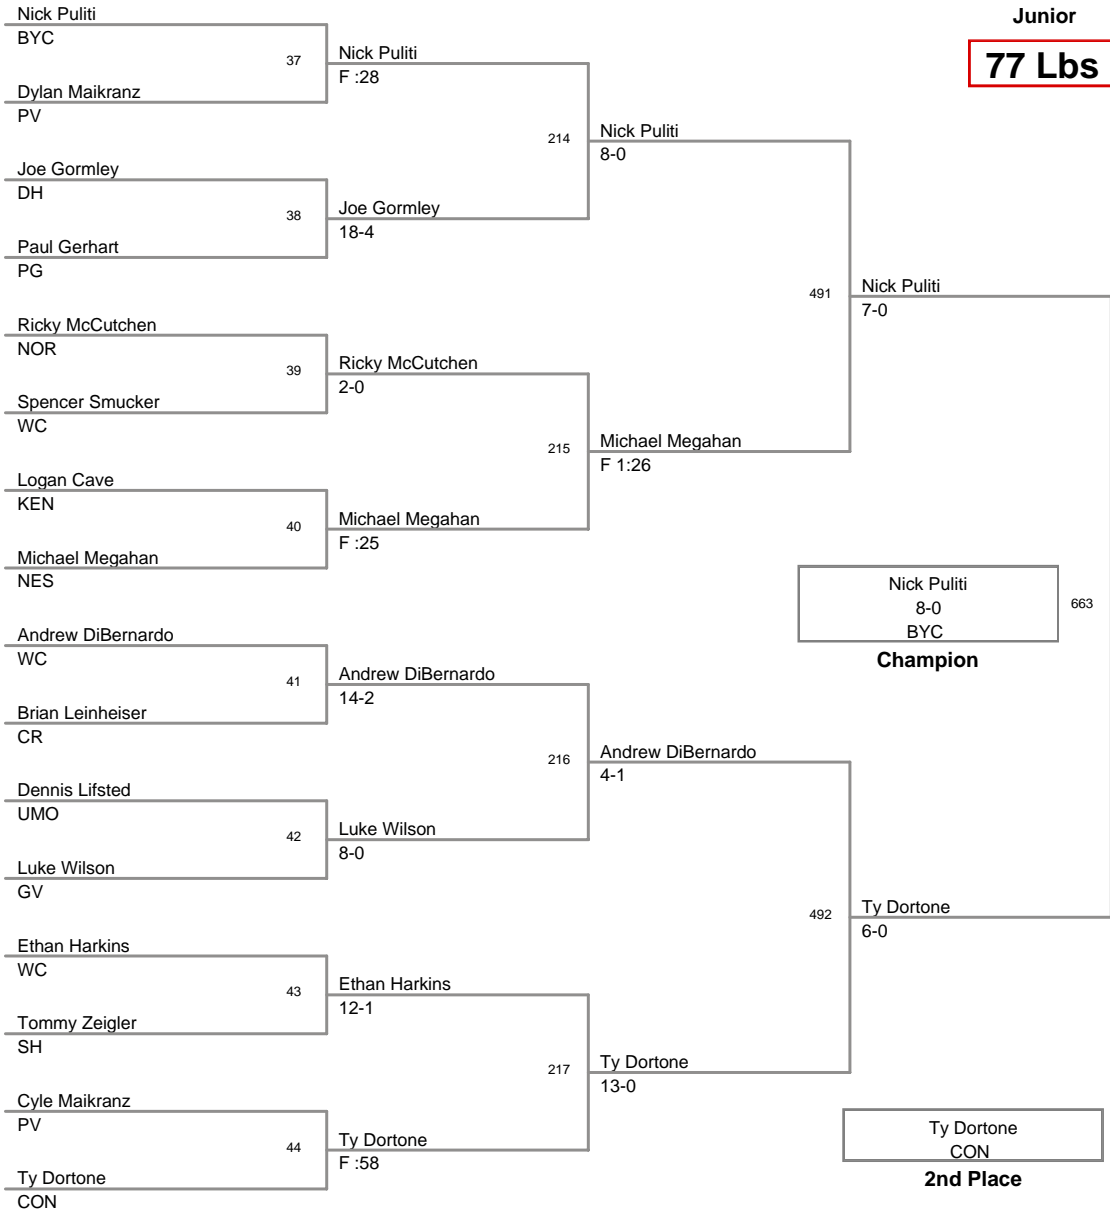 Junior
77 Lbs
Nick Puliti
BYC
37
Dylan Maikranz
PV
Joe Gormley
DH
38
Paul Gerhart
PG
Ricky McCutchen
NOR
39
Spencer Smucker
WC
Logan Cave
KEN
40
Michael Megahan
NES
Andrew DiBernardo
WC
41
Brian Leinheiser
CR
Dennis Lifsted
UMO
42
Luke Wilson
GV
Ethan Harkins
WC
43
Tommy Zeigler
SH
Cyle Maikranz
PV
44
Ty Dortone
CON
Nick Puliti
F :28
214
Joe Gormley
18-4
Ricky McCutchen
2-0
215
Michael Megahan
F :25
Andrew DiBernardo
14-2
216
Luke Wilson
8-0
Ethan Harkins
12-1
217
Ty Dortone
F :58
Nick Puliti
8-0
491
Michael Megahan
F 1:26
Andrew DiBernardo
4-1
492
Ty Dortone
13-0
Nick Puliti
7-0
Ty Dortone
6-0
Nick Puliti
8-0
BYC
663
Champion
Ty Dortone
CON
2nd Place